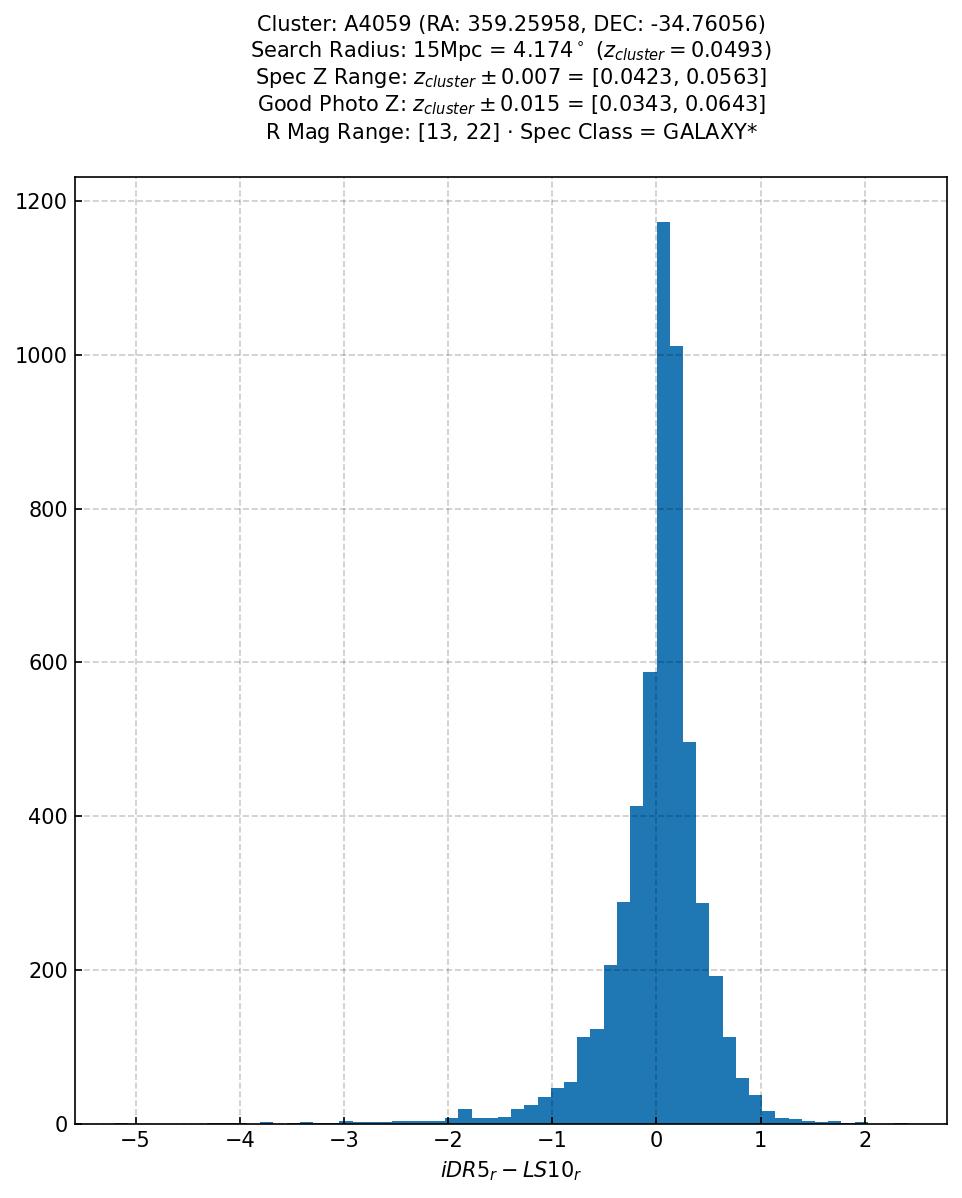 Cluster: A4059 (RA: 359.25958, DEC: -34.76056)
Search Radius: 15Mpc = 4.174° (z_cluster = 0.0493)
Spec Z Range: z_cluster ± 0.007 = [0.0423, 0.0563]
Good Photo Z: z_cluster ± 0.015 = [0.0343, 0.0643]
R Mag Range: [13, 22] · Spec Class = GALAXY*
1200
1000
800
600
400
200
0
−5 −4 −3 −2 −1 0 1 2
iDR5_r − LS10_r